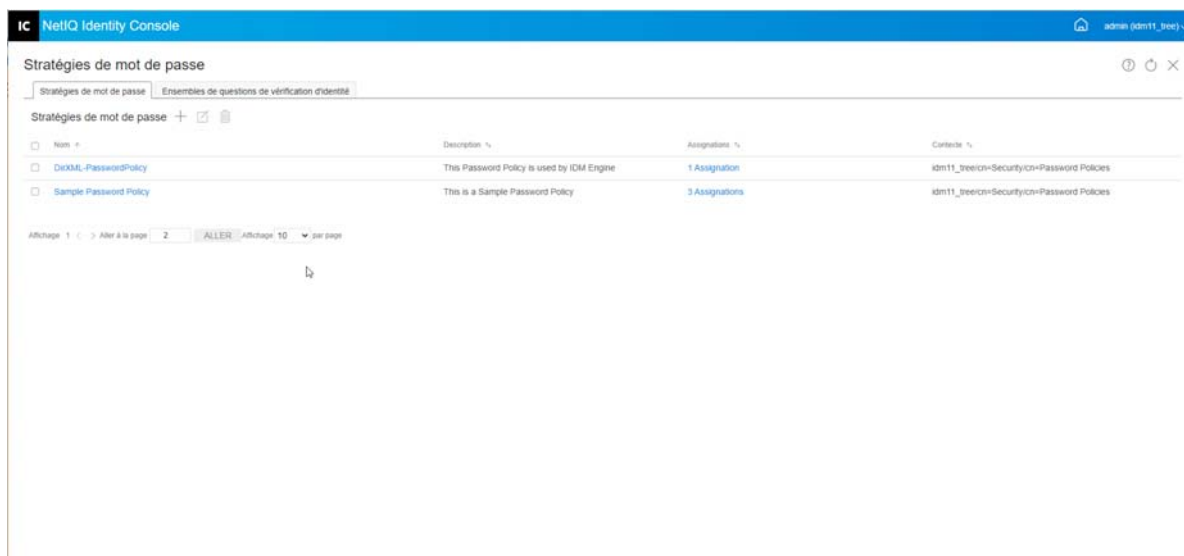 IC NetIQ Identity Console admin (idm11_tree)
Stratégies de mot de passe
Stratégies de mot de passe Ensembles de questions de vérification d'identité
Stratégies de mot de passe
Nom Description Assignations Contexte
DirXML-PasswordPolicy This Password Policy is used by IDM Engine 1 Assignation idm11_tree/cn=Security/cn=Password Policies
Sample Password Policy This is a Sample Password Policy 3 Assignations idm11_tree/cn=Security/cn=Password Policies
Affichage 1 Aller à la page 2 ALLER Affichage 10 par page